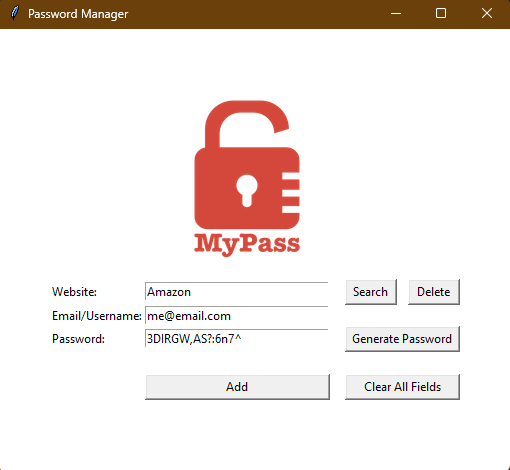 Password Manager
MyPass
Website: Amazon Search Delete
Email/Username: me@email.com
Password: 3DIRGW,AS?:6n7^ Generate Password
Add Clear All Fields